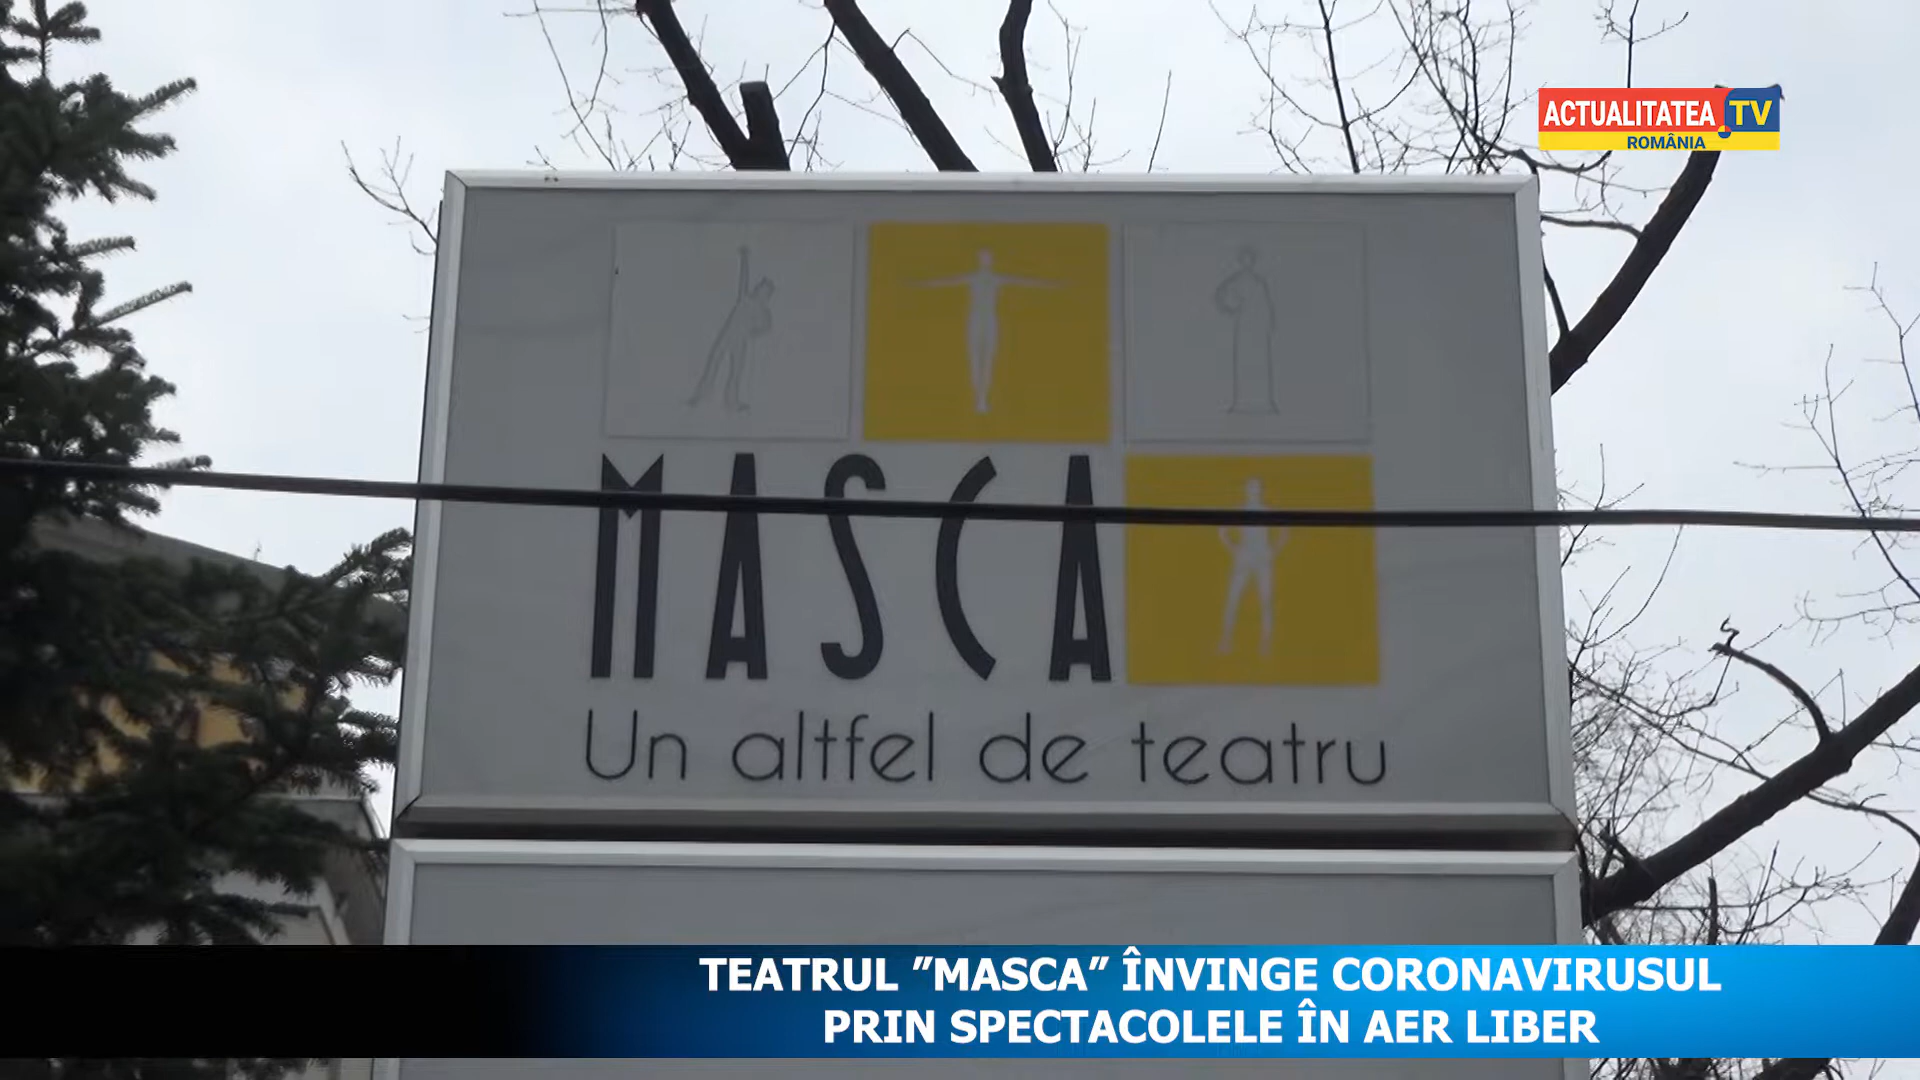 ACTUALITATEA.TV
ROMÂNIA
MASCA
Un altfel de teatru
TEATRUL ”MASCA” ÎNVINGE CORONAVIRUSUL
PRIN SPECTACOLELE ÎN AER LIBER